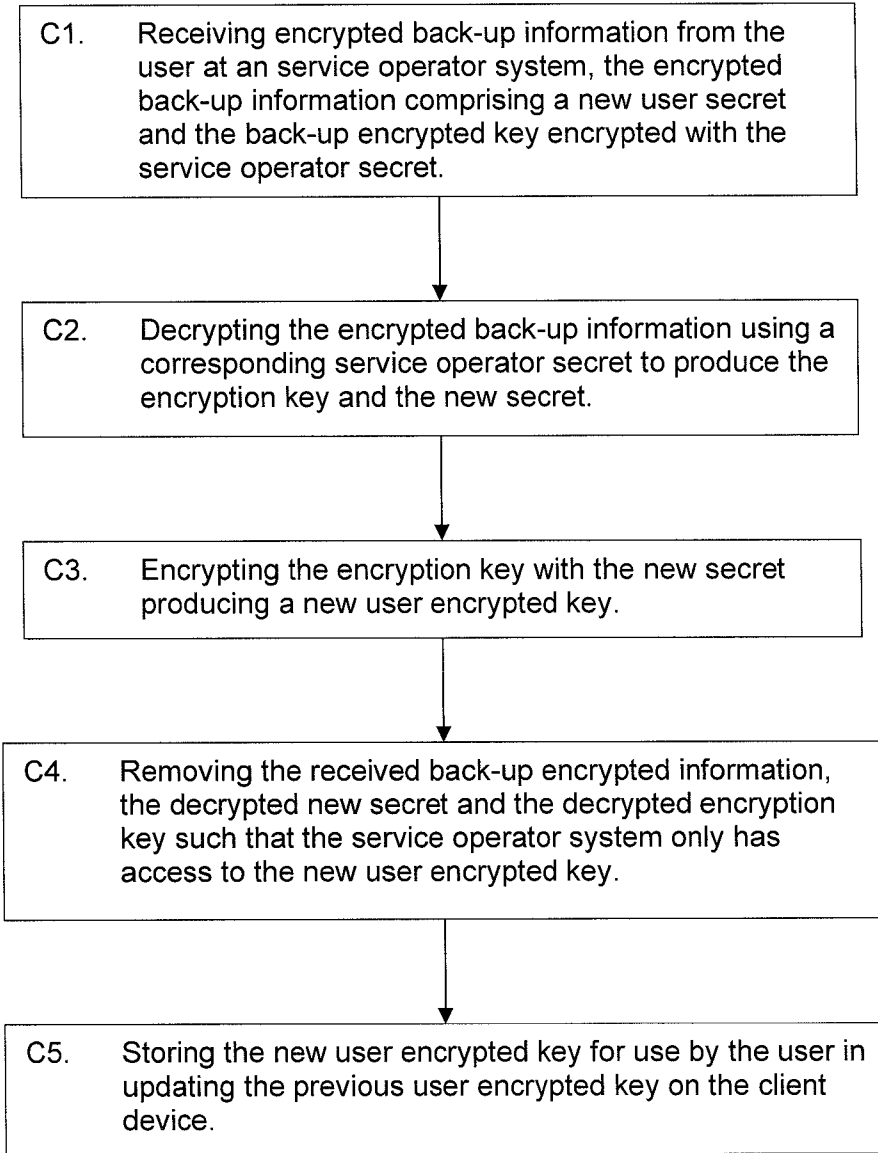 C1. Receiving encrypted back-up information from the
user at an service operator system, the encrypted
back-up information comprising a new user secret
and the back-up encrypted key encrypted with the
service operator secret.
C2. Decrypting the encrypted back-up information using a
corresponding service operator secret to produce the
encryption key and the new secret.
C3. Encrypting the encryption key with the new secret
producing a new user encrypted key.
C4. Removing the received back-up encrypted information,
the decrypted new secret and the decrypted encryption
key such that the service operator system only has
access to the new user encrypted key.
C5. Storing the new user encrypted key for use by the user in
updating the previous user encrypted key on the client
device.